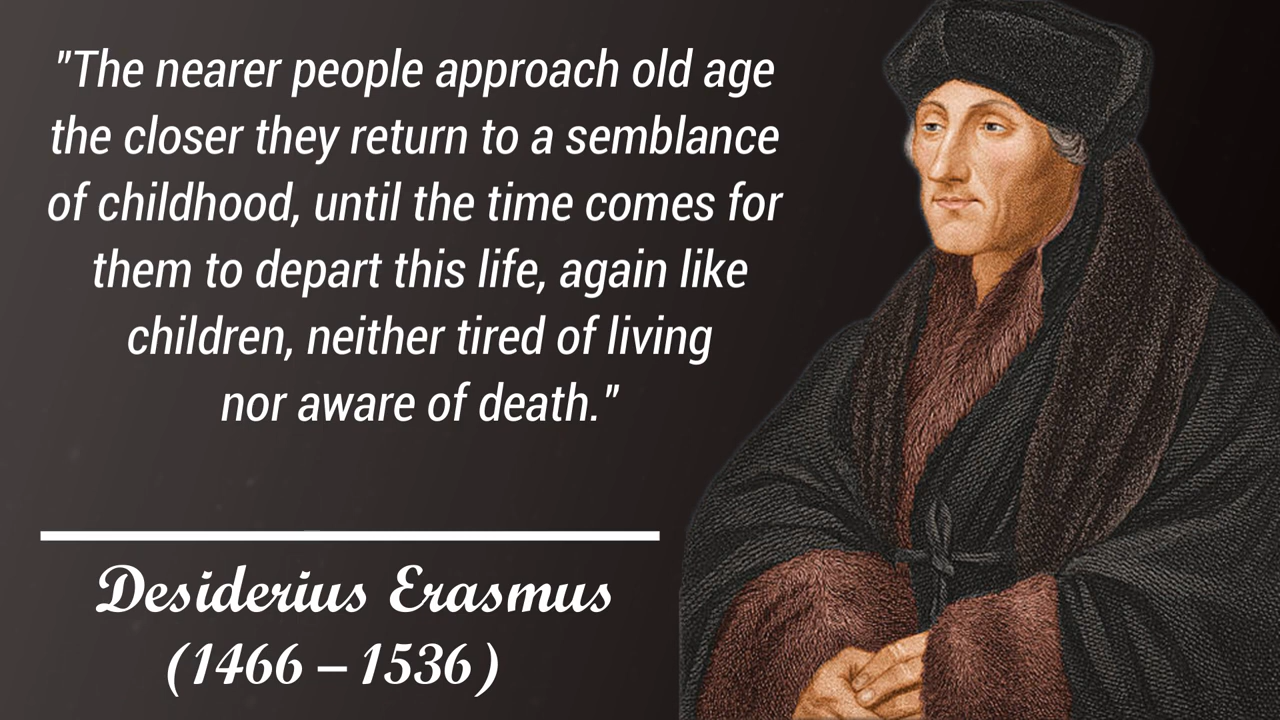 "The nearer people approach old age
the closer they return to a semblance
of childhood, until the time comes for
them to depart this life, again like
children, neither tired of living
nor aware of death."
Desiderius Erasmus
(1466 – 1536)